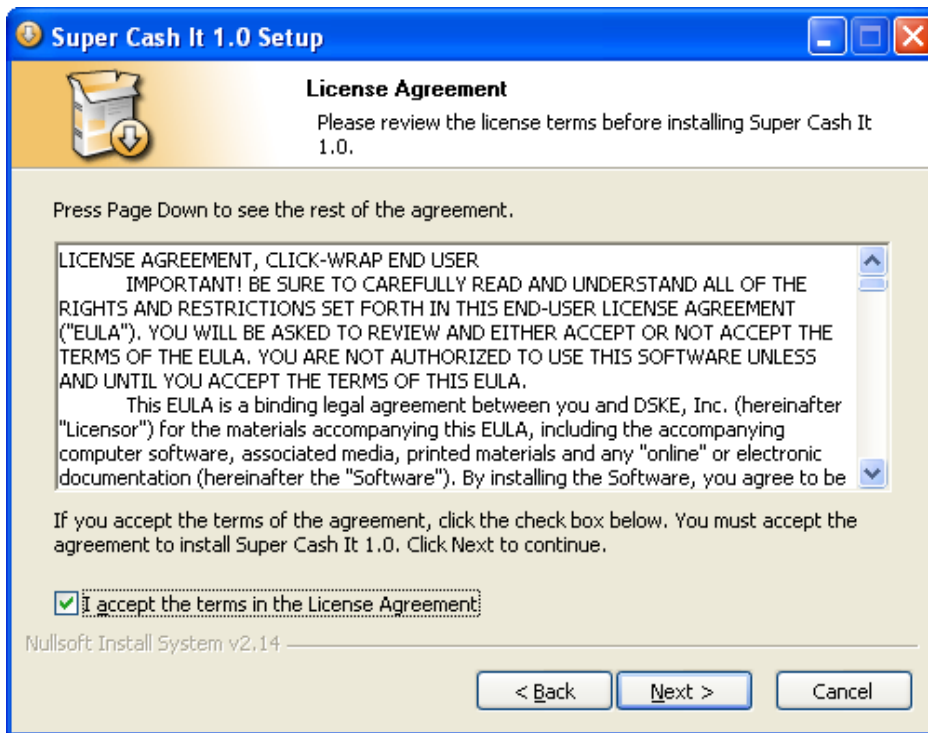 Super Cash It 1.0 Setup
License Agreement
Please review the license terms before installing Super Cash It
1.0.
Press Page Down to see the rest of the agreement.
LICENSE AGREEMENT, CLICK-WRAP END USER
IMPORTANT! BE SURE TO CAREFULLY READ AND UNDERSTAND ALL OF THE
RIGHTS AND RESTRICTIONS SET FORTH IN THIS END-USER LICENSE AGREEMENT
("EULA"). YOU WILL BE ASKED TO REVIEW AND EITHER ACCEPT OR NOT ACCEPT THE
TERMS OF THE EULA. YOU ARE NOT AUTHORIZED TO USE THIS SOFTWARE UNLESS
AND UNTIL YOU ACCEPT THE TERMS OF THIS EULA.
This EULA is a binding legal agreement between you and DSKE, Inc. (hereinafter
"Licensor") for the materials accompanying this EULA, including the accompanying
computer software, associated media, printed materials and any "online" or electronic
documentation (hereinafter the "Software"). By installing the Software, you agree to be
If you accept the terms of the agreement, click the check box below. You must accept the
agreement to install Super Cash It 1.0. Click Next to continue.
I accept the terms in the License Agreement
Nullsoft Install System v2.14
< Back
Next >
Cancel